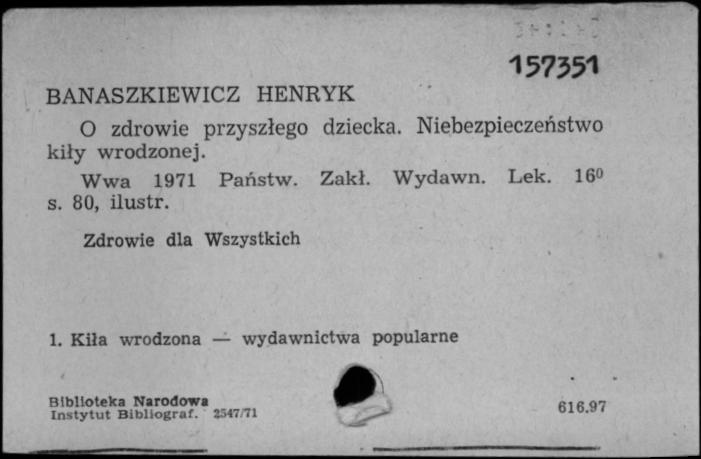 157351
BANASZKIEWICZ HENRYK
O zdrowie przyszłego dziecka. Niebezpieczeństwo
kiły wrodzonej.
Wwa 1971 Państw. Zakł. Wydawn. Lek. 16⁰
s. 80, ilustr.
Zdrowie dla Wszystkich
1. Kiła wrodzona — wydawnictwa popularne
Biblioteka Narodowa
Instytut Bibliograf. 2547/71
616.97